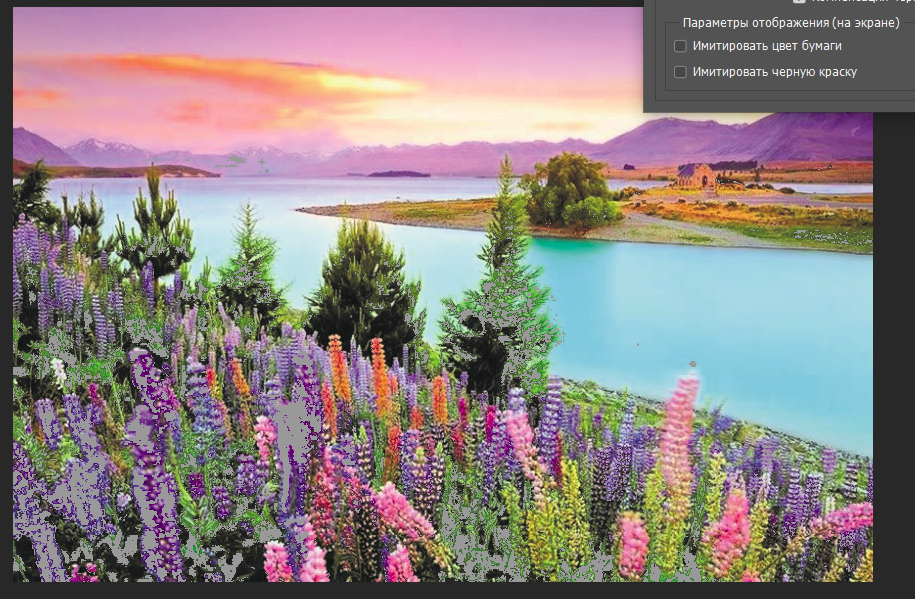 Параметры отображения (на экране)
Имитировать цвет бумаги
Имитировать черную краску